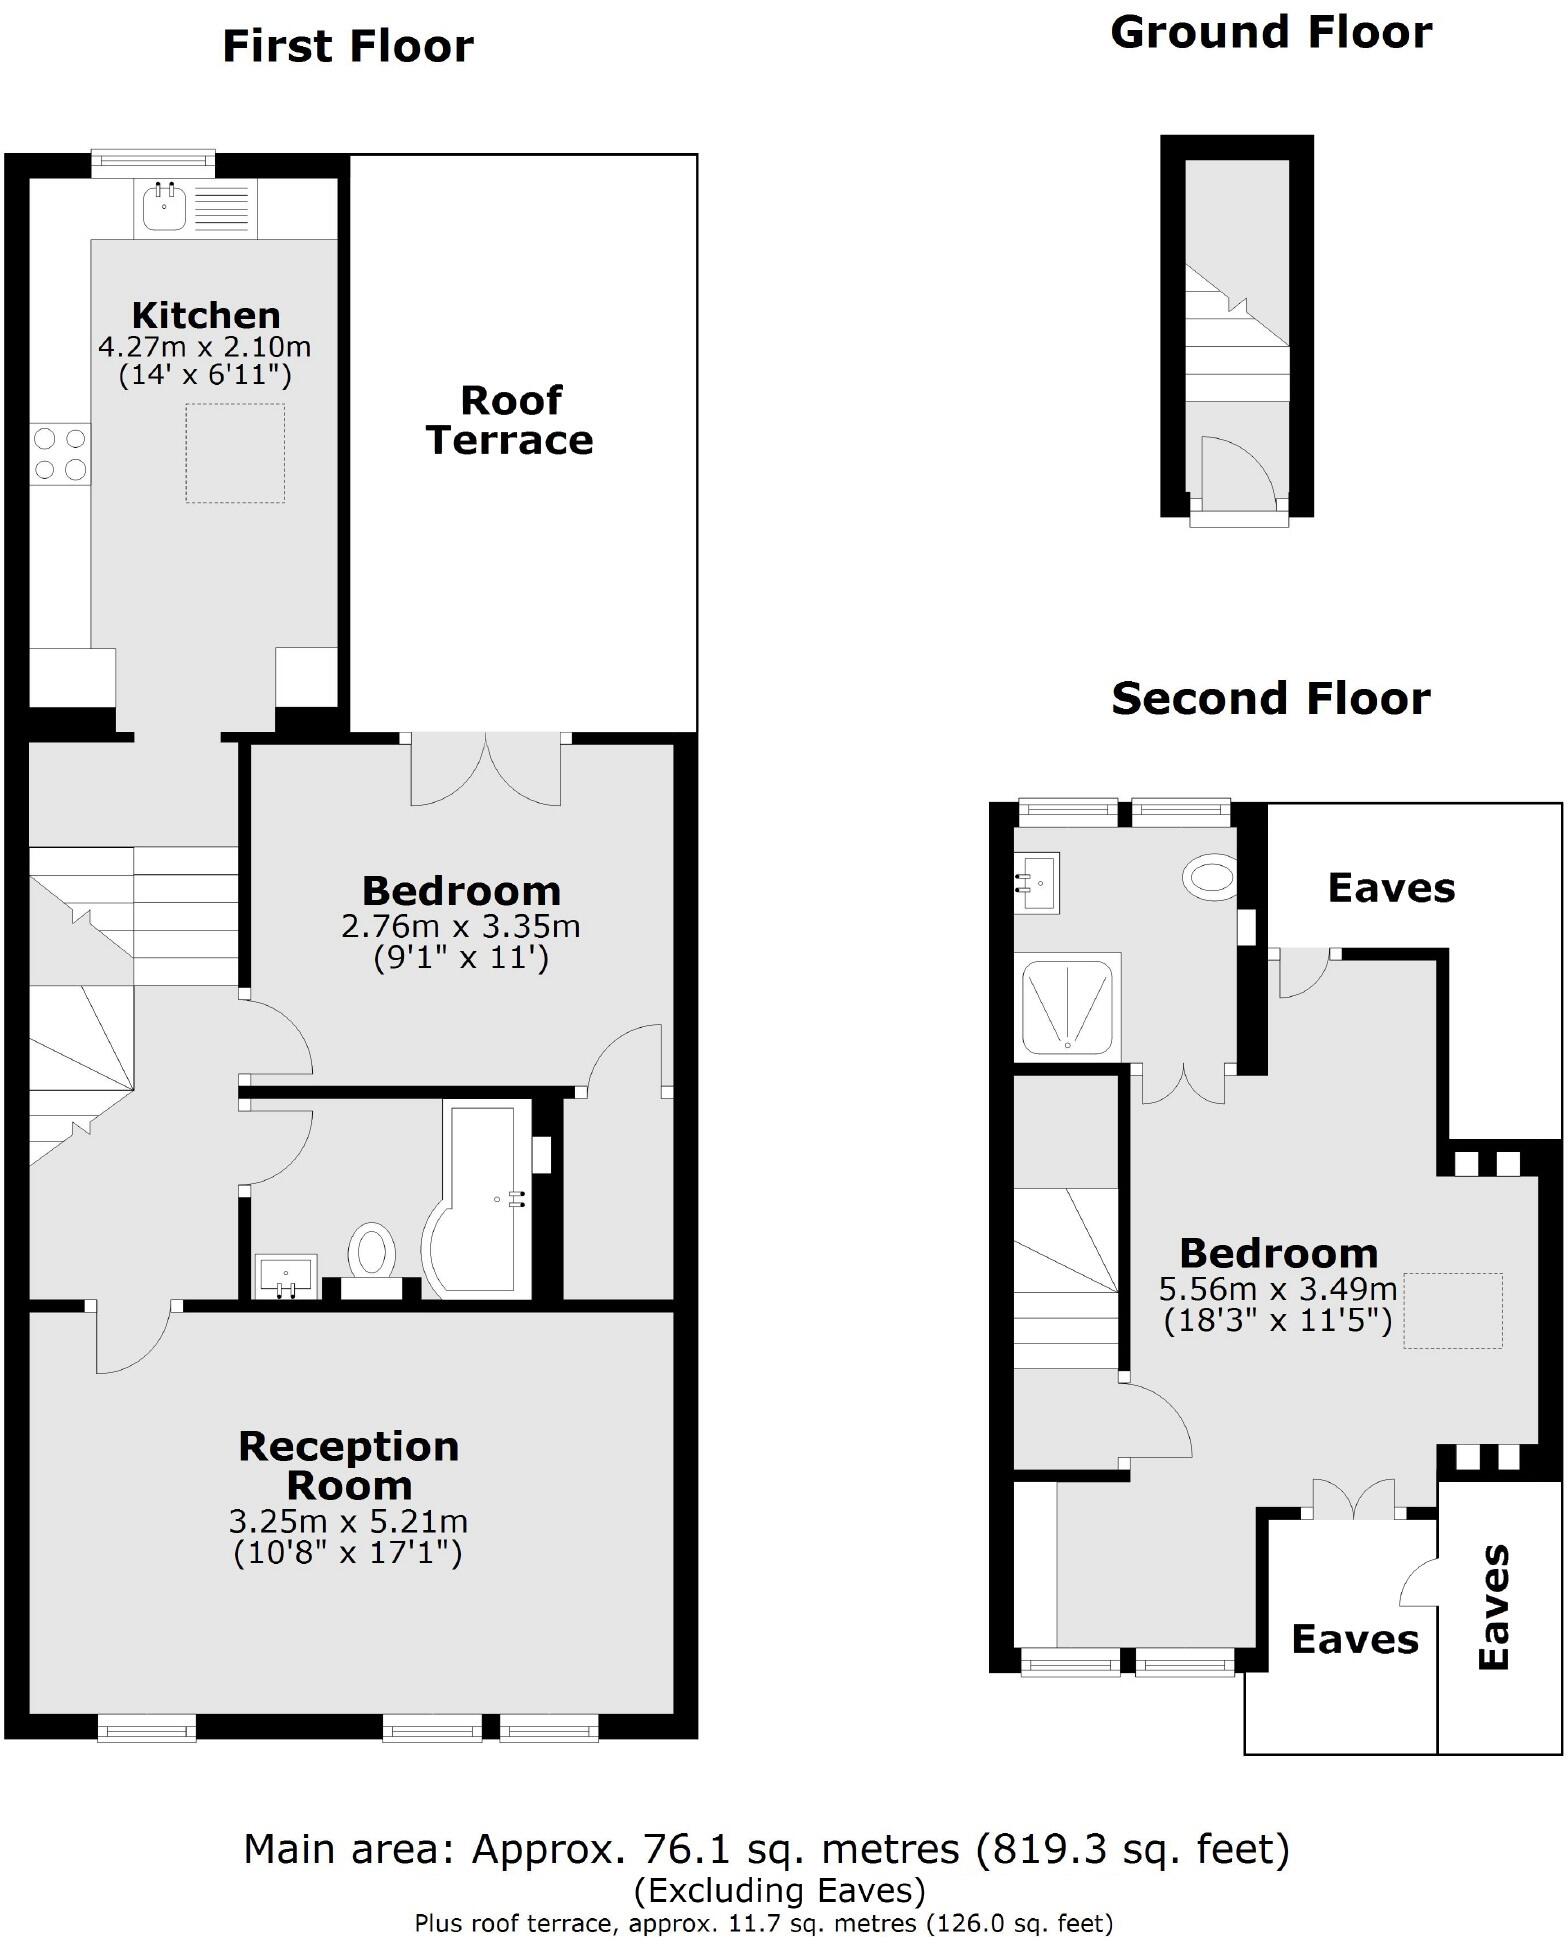 First Floor
Ground Floor
Kitchen
4.27m x 2.10m
(14' x 6'11")
Roof
Terrace
Second Floor
Bedroom
2.76m x 3.35m
(9'1" x 11')
Eaves
Bedroom
5.56m x 3.49m
(18'3" x 11'5")
Reception
Room
3.25m x 5.21m
(10'8" x 17'1")
Eaves
Eaves
Main area: Approx. 76.1 sq. metres (819.3 sq. feet)
(Excluding Eaves)
Plus roof terrace, approx. 11.7 sq. metres (126.0 sq. feet)